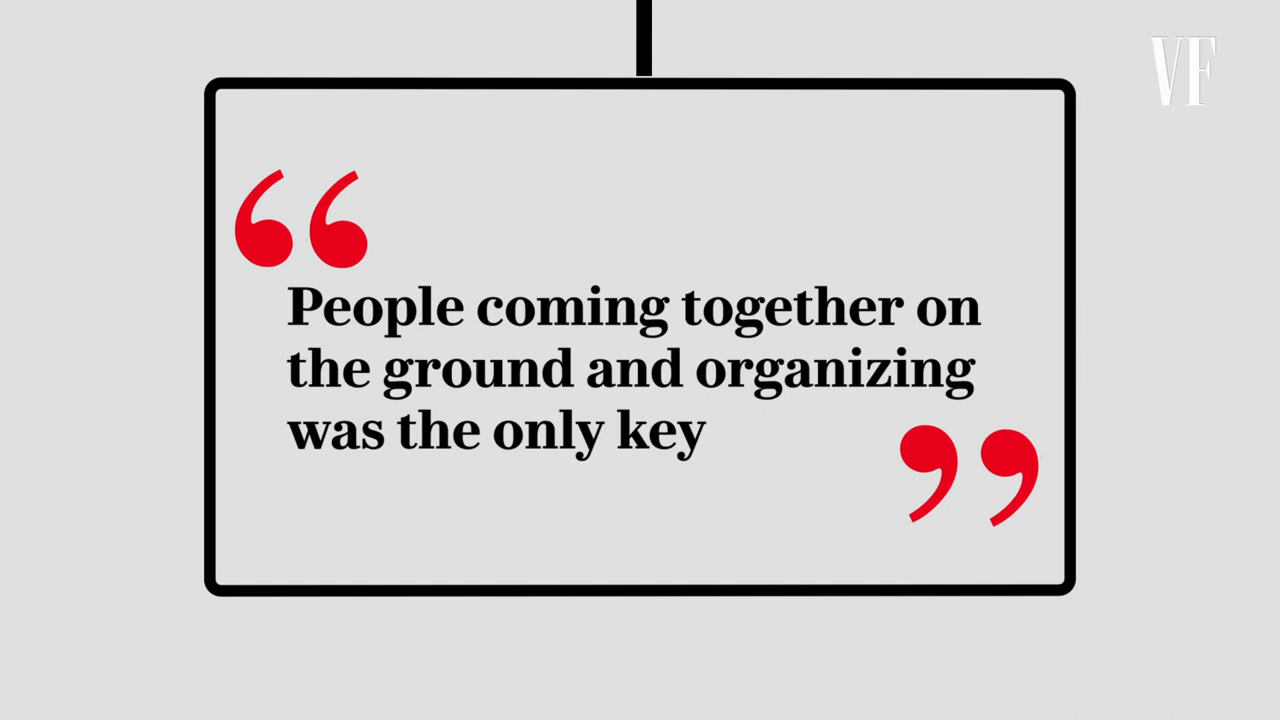 VF
“
People coming together on
the ground and organizing
was the only key
”